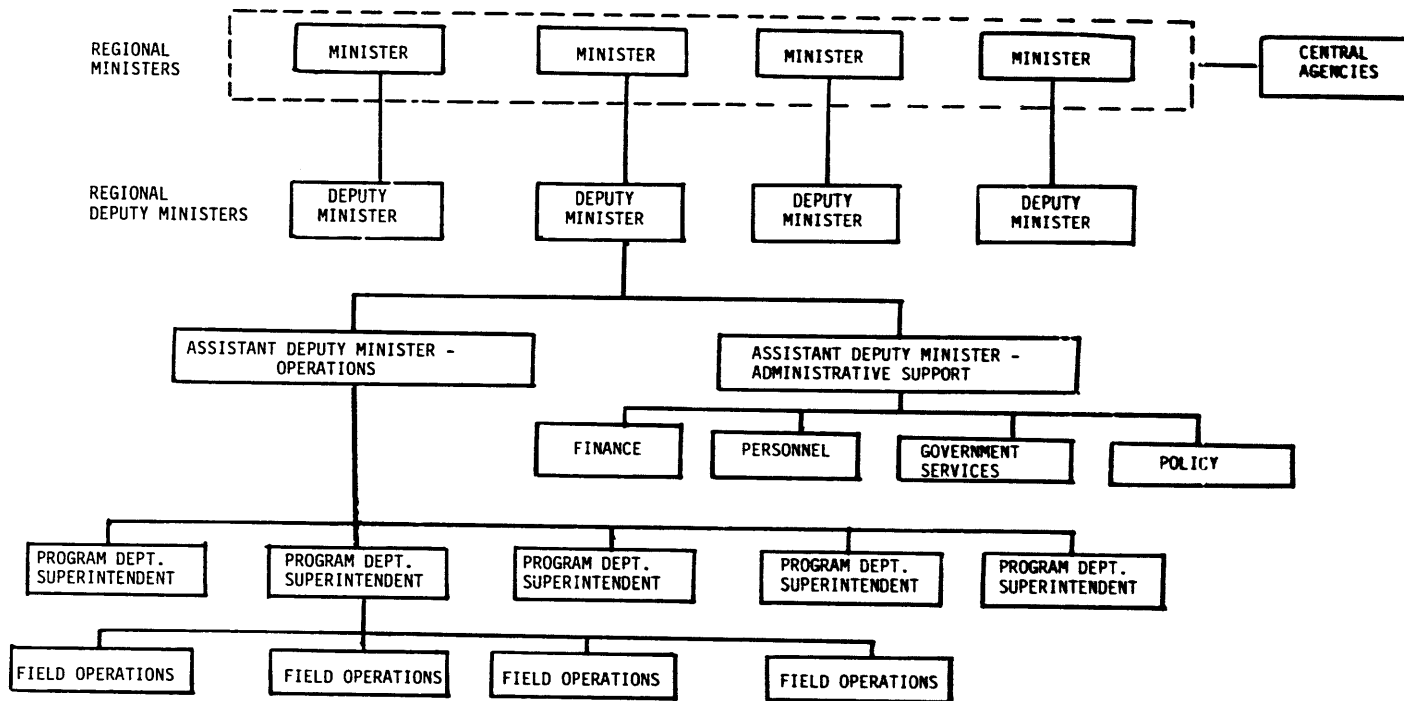 REGIONAL
MINISTERS
MINISTER
MINISTER
MINISTER
MINISTER
CENTRAL
AGENCIES
REGIONAL
DEPUTY MINISTERS
DEPUTY
MINISTER
DEPUTY
MINISTER
DEPUTY
MINISTER
DEPUTY
MINISTER
ASSISTANT DEPUTY MINISTER -
OPERATIONS
ASSISTANT DEPUTY MINISTER -
ADMINISTRATIVE SUPPORT
FINANCE
PERSONNEL
GOVERNMENT
SERVICES
POLICY
PROGRAM DEPT.
SUPERINTENDENT
PROGRAM DEPT.
SUPERINTENDENT
PROGRAM DEPT.
SUPERINTENDENT
PROGRAM DEPT.
SUPERINTENDENT
PROGRAM DEPT.
SUPERINTENDENT
FIELD OPERATIONS
FIELD OPERATIONS
FIELD OPERATIONS
FIELD OPERATIONS